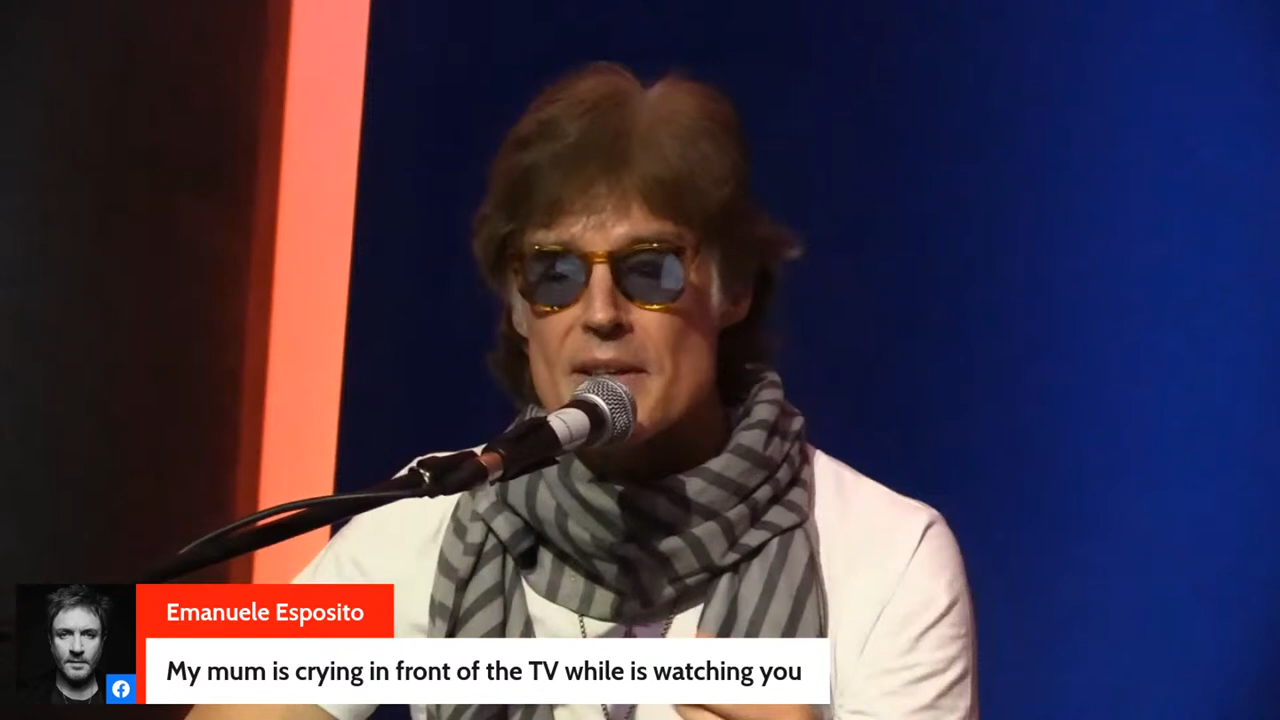 Emanuele Esposito
My mum is crying in front of the TV while is watching you